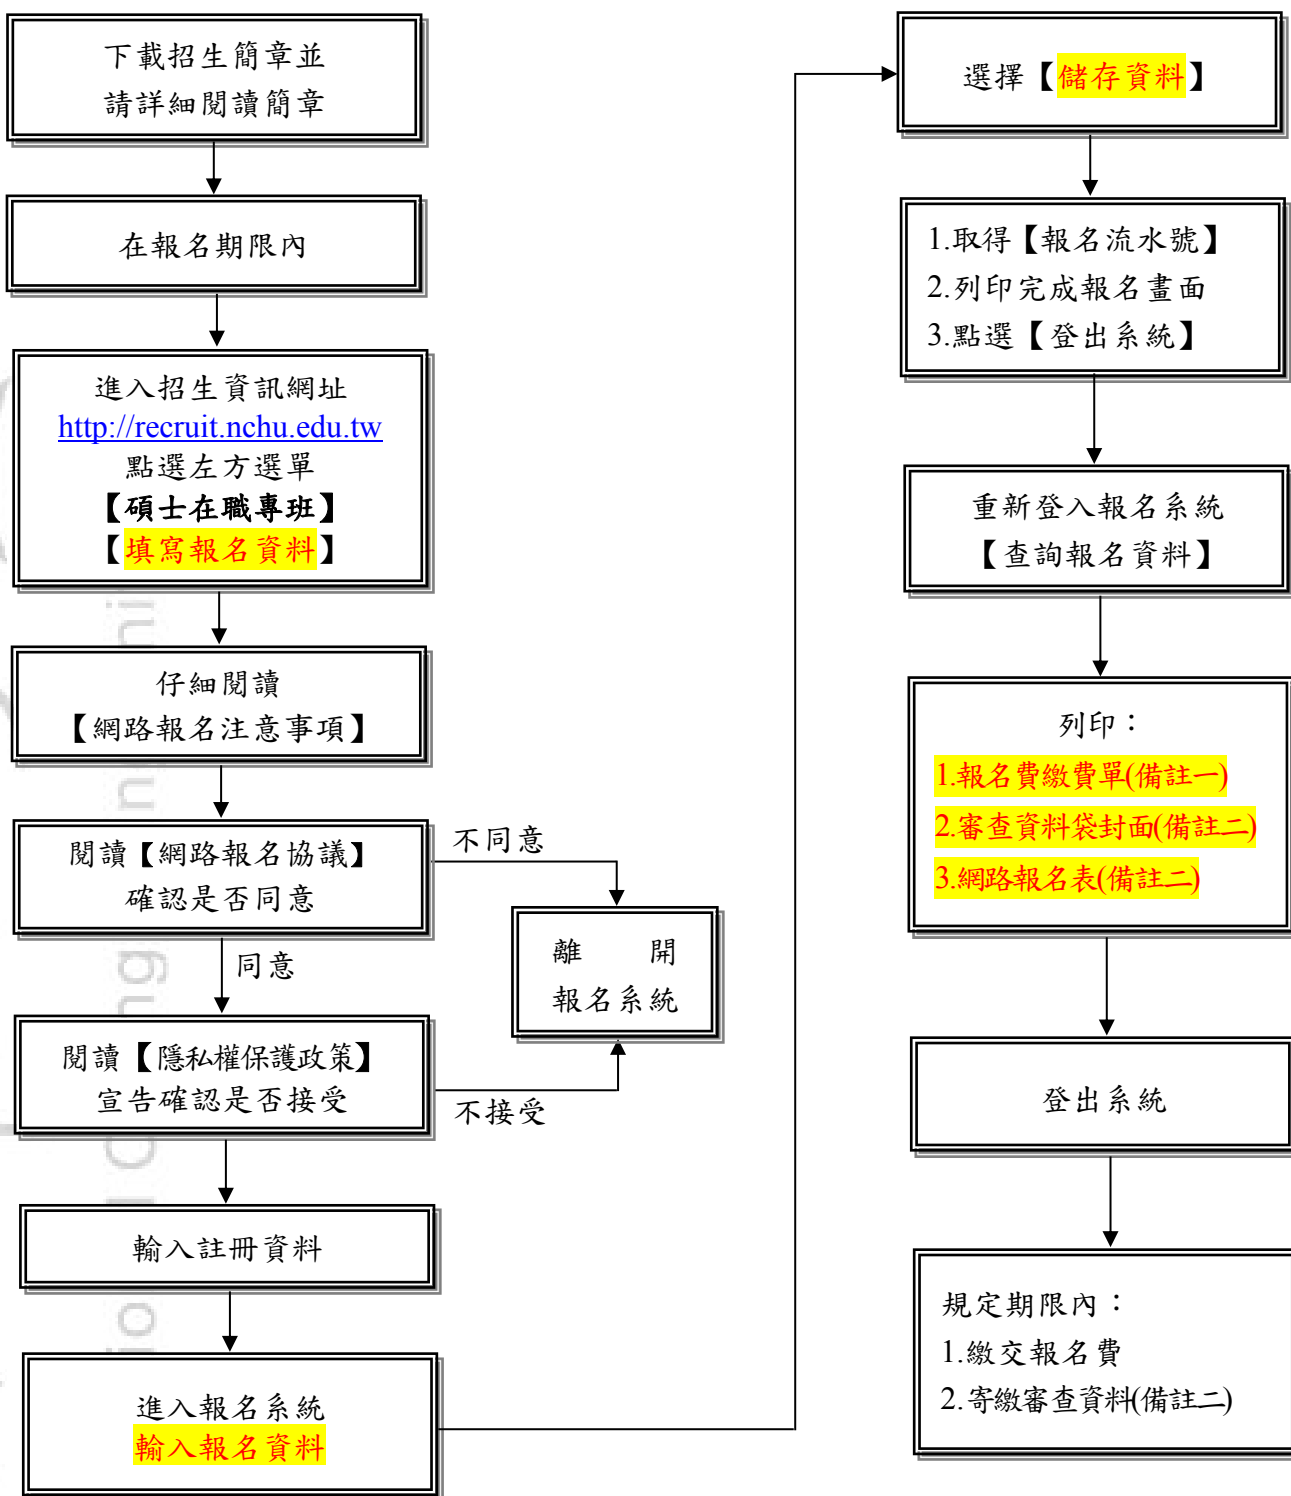 下載招生簡章並
請詳細閱讀簡章
在報名期限內
進入招生資訊網址
http://recruit.nchu.edu.tw
點選左方選單
【碩士在職專班】
【填寫報名資料】
仔細閱讀
【網路報名注意事項】
閱讀【網路報名協議】
確認是否同意
不同意
同意
離 開
報名系統
閱讀【隱私權保護政策】
宣告確認是否接受
不接受
輸入註冊資料
進入報名系統
輸入報名資料
選擇【儲存資料】
1.取得【報名流水號】
2.列印完成報名畫面
3.點選【登出系統】
重新登入報名系統
【查詢報名資料】
列印：
1.報名費繳費單(備註一)
2.審查資料袋封面(備註二)
3.網路報名表(備註二)
登出系統
規定期限內：
1.繳交報名費
2.寄繳審查資料(備註二)